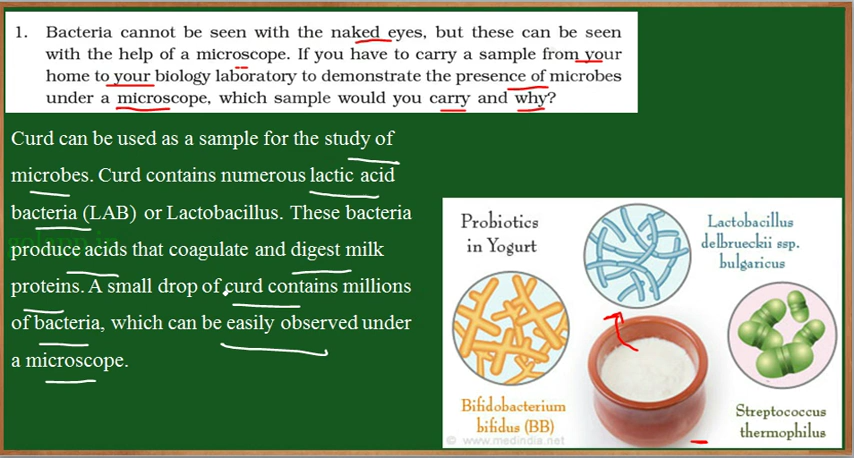 1. Bacteria cannot be seen with the naked eyes, but these can be seen
with the help of a microscope. If you have to carry a sample from your
home to your biology laboratory to demonstrate the presence of microbes
under a microscope, which sample would you carry and why?
Curd can be used as a sample for the study of
microbes. Curd contains numerous lactic acid
bacteria (LAB) or Lactobacillus. These bacteria
produce acids that coagulate and digest milk
proteins. A small drop of curd contains millions
of bacteria, which can be easily observed under
a microscope.
Probiotics
in Yogurt
Lactobacillus
delbrueckii ssp.
bulgaricus
Bifidobacterium
bifidus (BB)
Streptococcus
thermophilus
© www.medindia.net